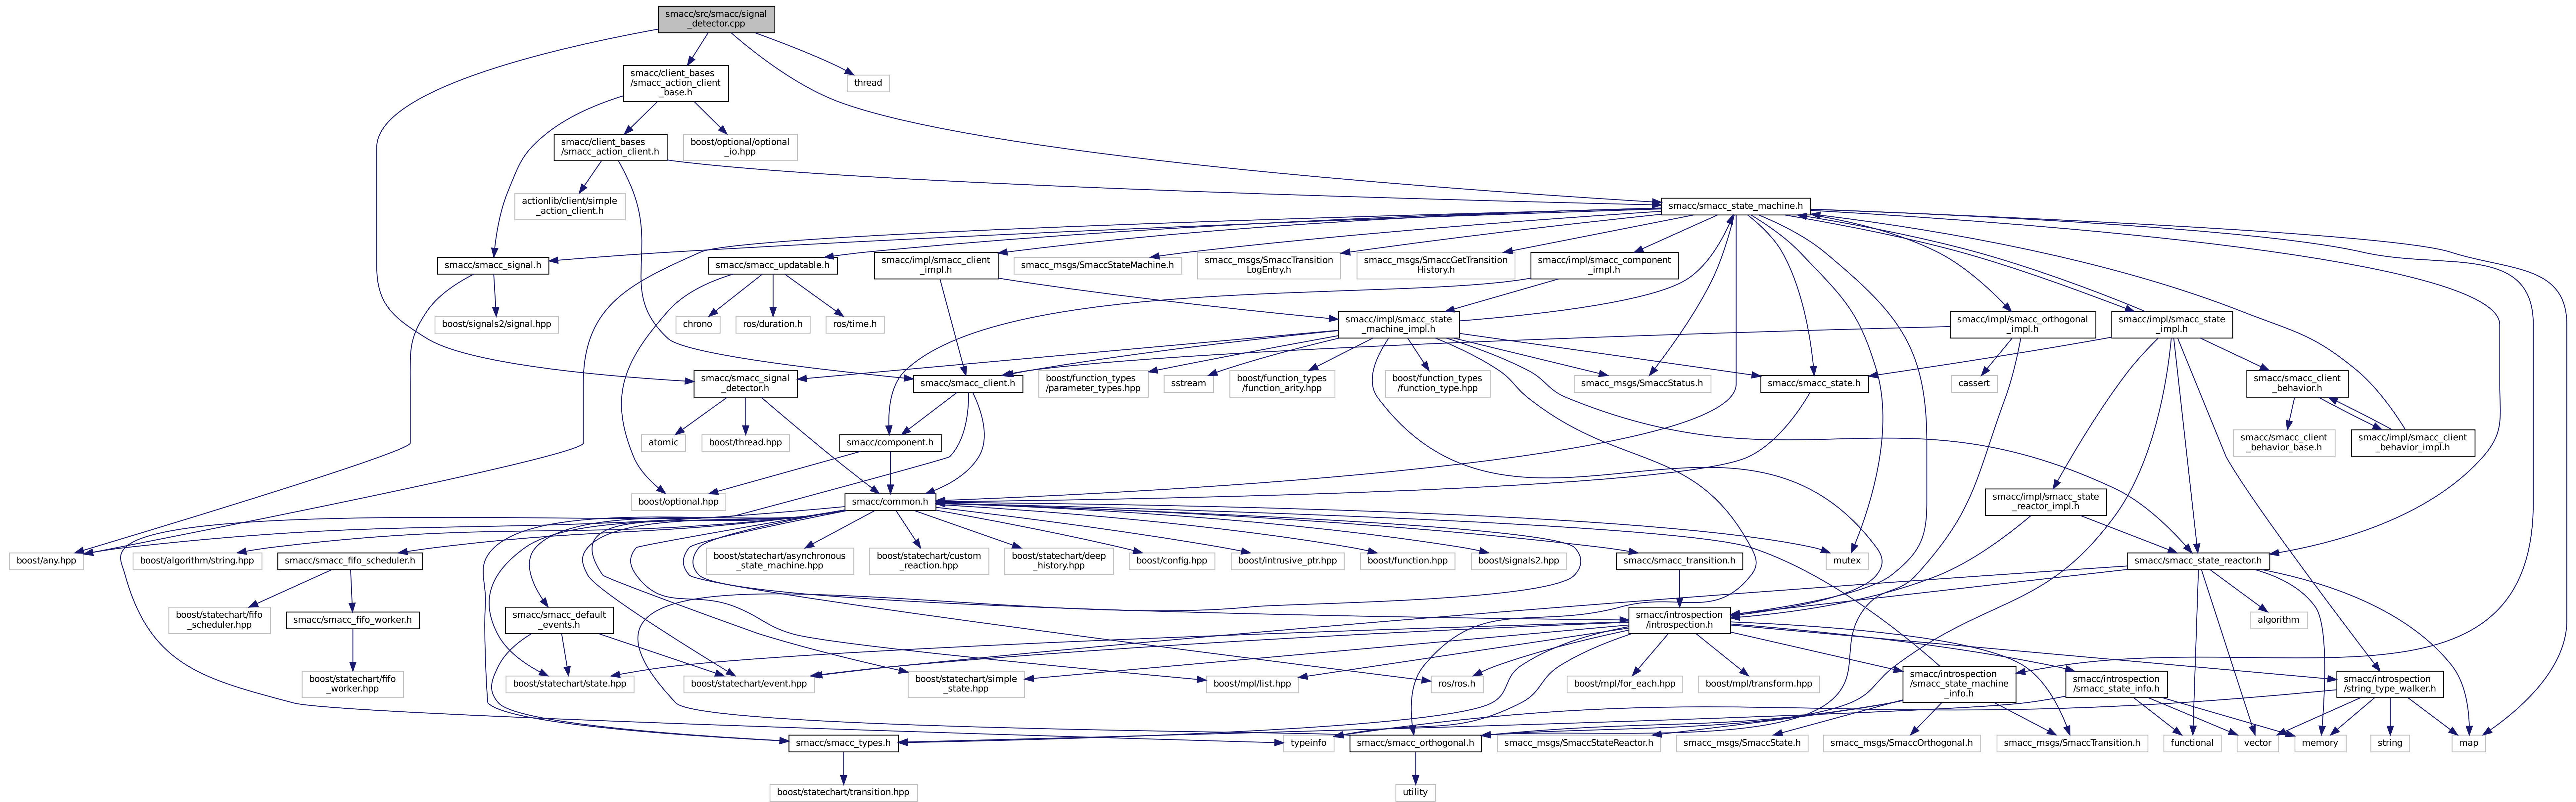 smacc/src/smacc/signal
_detector.cpp
smacc/client_bases
/smacc_action_client
_base.h
thread
smacc/client_bases
/smacc_action_client.h
boost/optional/optional
_io.hpp
actionlib/client/simple
_action_client.h
smacc/smacc_state_machine.h
smacc/smacc_signal.h
smacc/smacc_updatable.h
smacc/impl/smacc_client
_impl.h
smacc_msgs/SmaccStateMachine.h
smacc_msgs/SmaccTransition
LogEntry.h
smacc_msgs/SmaccGetTransition
History.h
smacc/impl/smacc_component
_impl.h
boost/signals2/signal.hpp
chrono
ros/duration.h
ros/time.h
smacc/impl/smacc_state
_machine_impl.h
smacc/impl/smacc_orthogonal
_impl.h
smacc/impl/smacc_state
_impl.h
smacc/smacc_signal
_detector.h
smacc/smacc_client.h
boost/function_types
/parameter_types.hpp
sstream
boost/function_types
/function_arity.hpp
boost/function_types
/function_type.hpp
smacc_msgs/SmaccStatus.h
smacc/smacc_state.h
cassert
smacc/smacc_client
_behavior.h
atomic
boost/thread.hpp
smacc/component.h
smacc/smacc_client
_behavior_base.h
smacc/impl/smacc_client
_behavior_impl.h
boost/optional.hpp
smacc/common.h
smacc/impl/smacc_state
_reactor_impl.h
boost/any.hpp
boost/algorithm/string.hpp
smacc/smacc_fifo_scheduler.h
boost/statechart/asynchronous
_state_machine.hpp
boost/statechart/custom
_reaction.hpp
boost/statechart/deep
_history.hpp
boost/config.hpp
boost/intrusive_ptr.hpp
boost/function.hpp
boost/signals2.hpp
smacc/smacc_transition.h
mutex
smacc/smacc_state_reactor.h
boost/statechart/fifo
_scheduler.hpp
smacc/smacc_fifo_worker.h
smacc/smacc_default
_events.h
smacc/introspection
/introspection.h
algorithm
boost/statechart/fifo
_worker.hpp
boost/statechart/state.hpp
boost/statechart/event.hpp
boost/statechart/simple
_state.hpp
boost/mpl/list.hpp
ros/ros.h
boost/mpl/for_each.hpp
boost/mpl/transform.hpp
smacc/introspection
/smacc_state_machine
_info.h
smacc/introspection
/smacc_state_info.h
smacc/introspection
/string_type_walker.h
smacc/smacc_types.h
typeinfo
smacc/smacc_orthogonal.h
smacc_msgs/SmaccStateReactor.h
smacc_msgs/SmaccState.h
smacc_msgs/SmaccOrthogonal.h
smacc_msgs/SmaccTransition.h
functional
vector
memory
string
map
boost/statechart/transition.hpp
utility